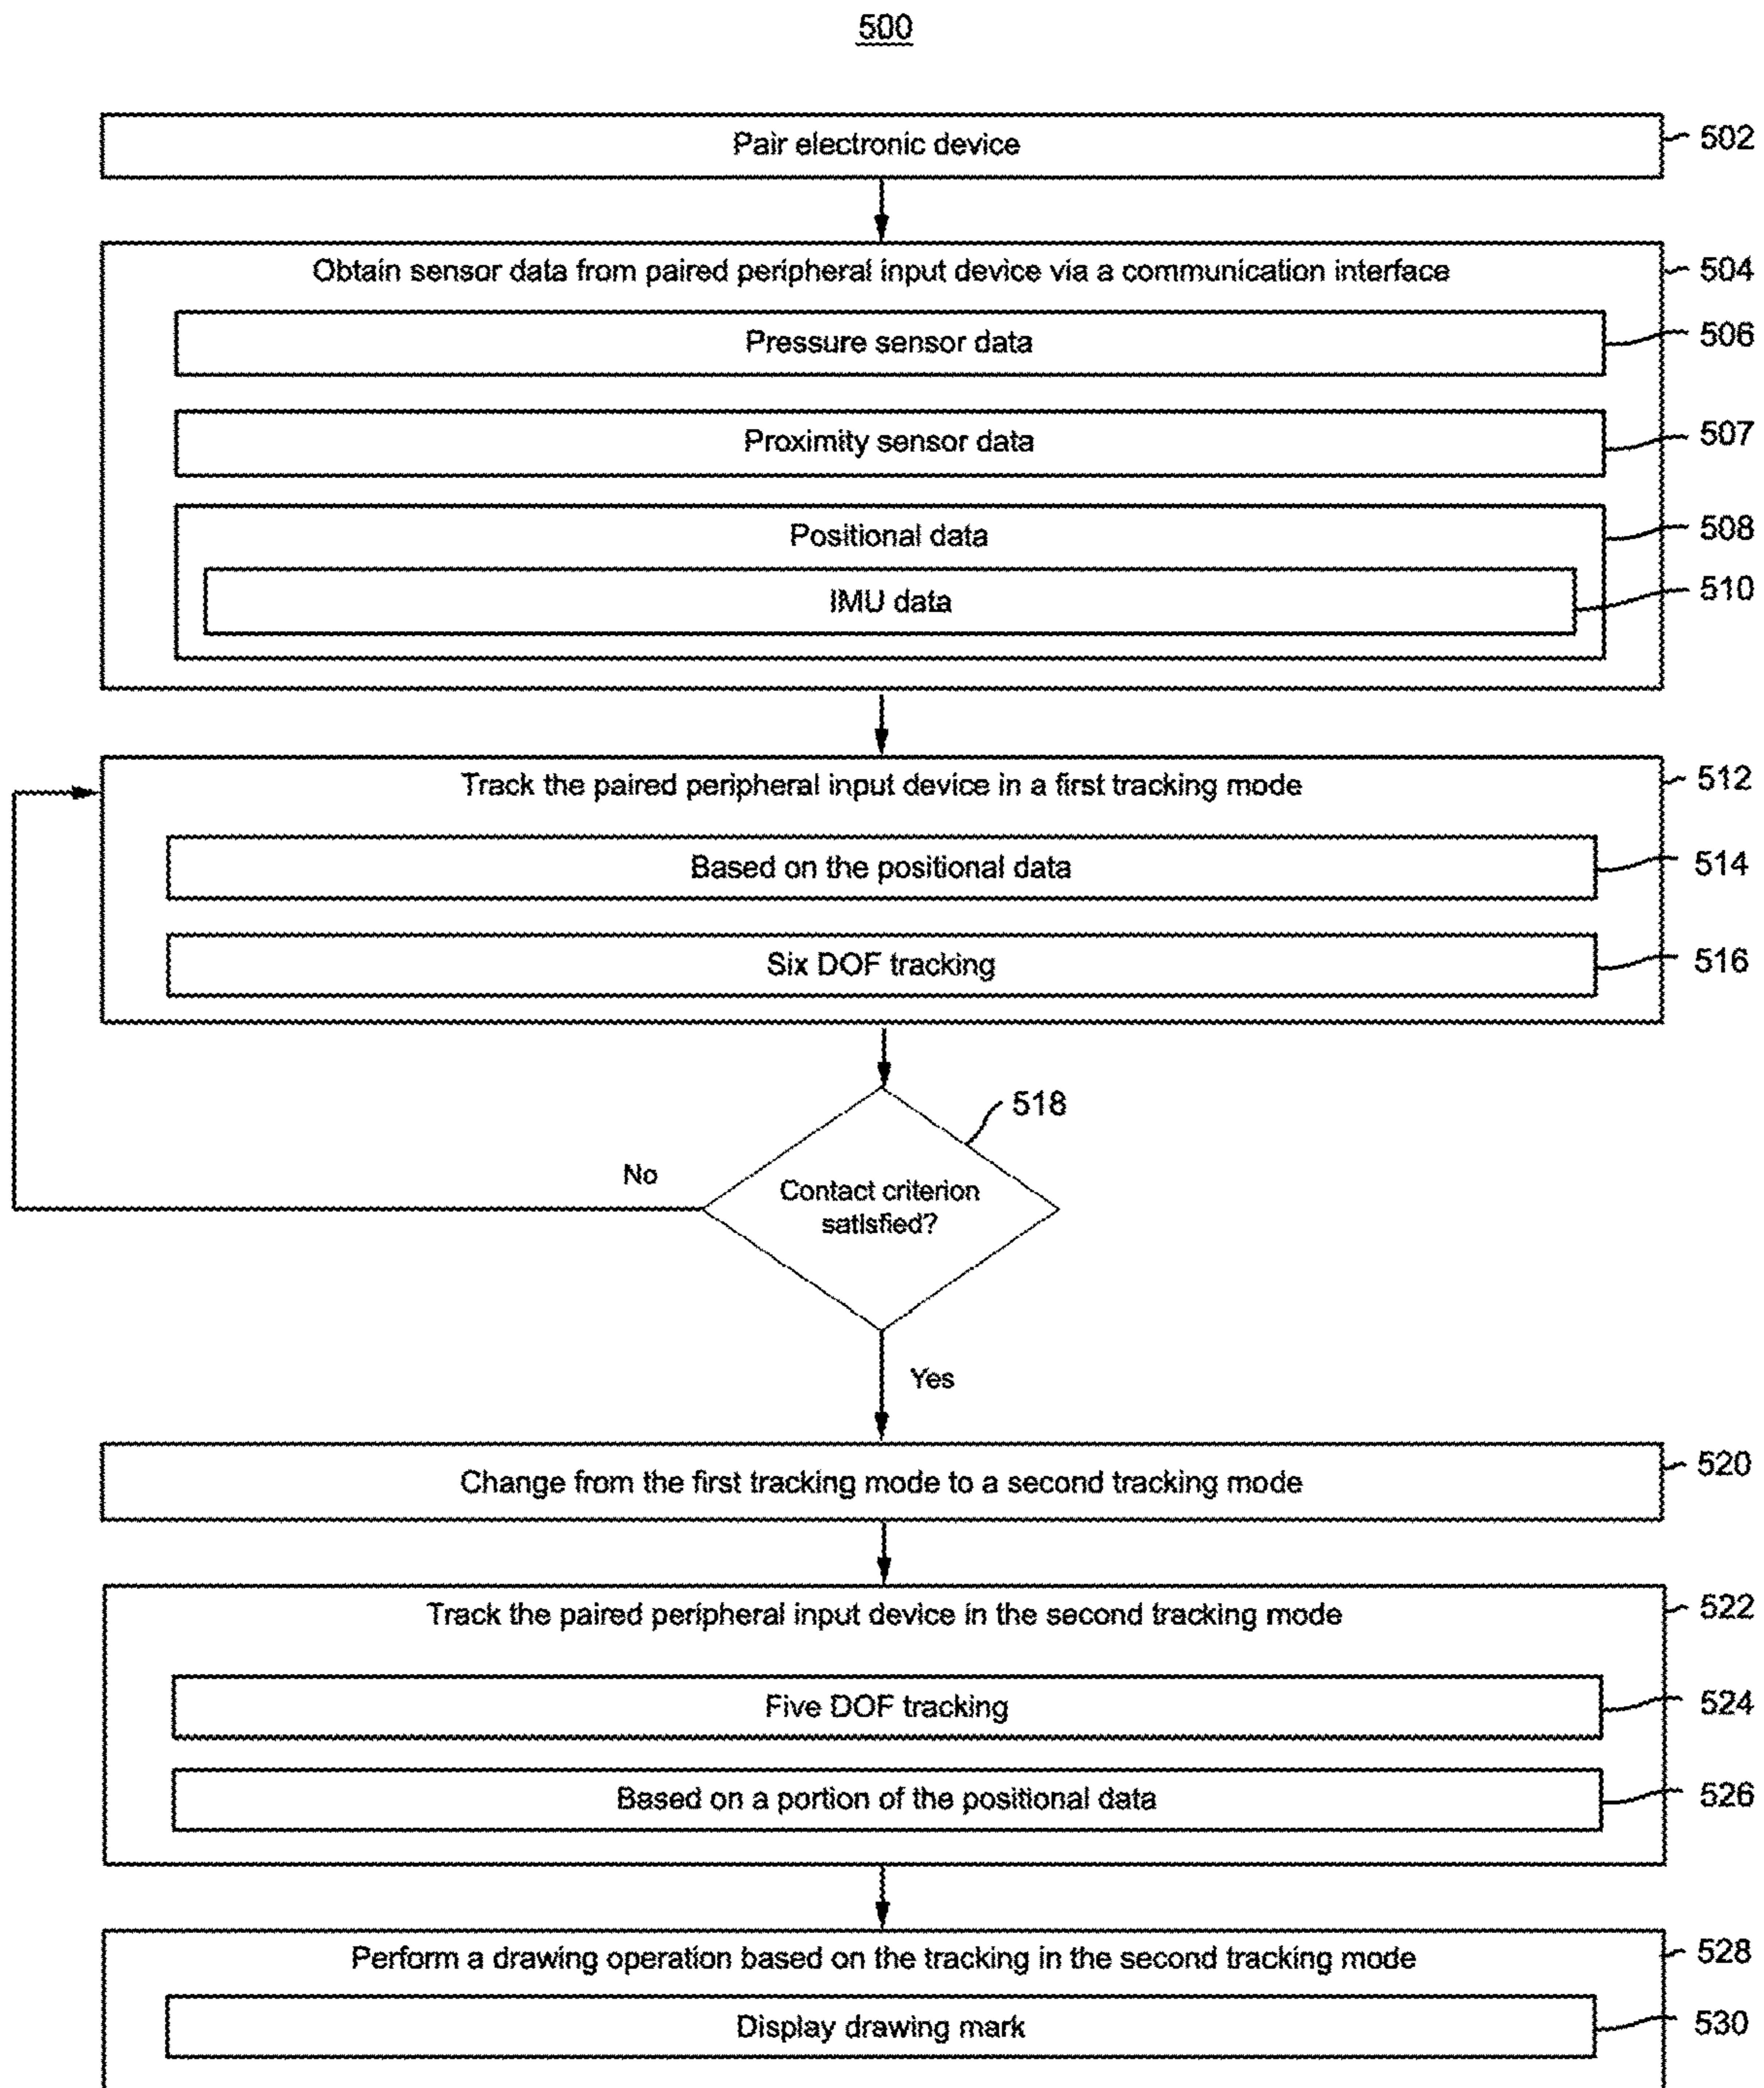 500
Pair electronic device
502
Obtain sensor data from paired peripheral input device via a communication interface
504
Pressure sensor data
506
Proximity sensor data
507
Positional data
508
IMU data
510
Track the paired peripheral input device in a first tracking mode
512
Based on the positional data
514
Six DOF tracking
516
518
No
Contact criterion
satisfied?
Yes
Change from the first tracking mode to a second tracking mode
520
Track the paired peripheral input device in the second tracking mode
522
Five DOF tracking
524
Based on a portion of the positional data
526
Perform a drawing operation based on the tracking in the second tracking mode
528
Display drawing mark
530